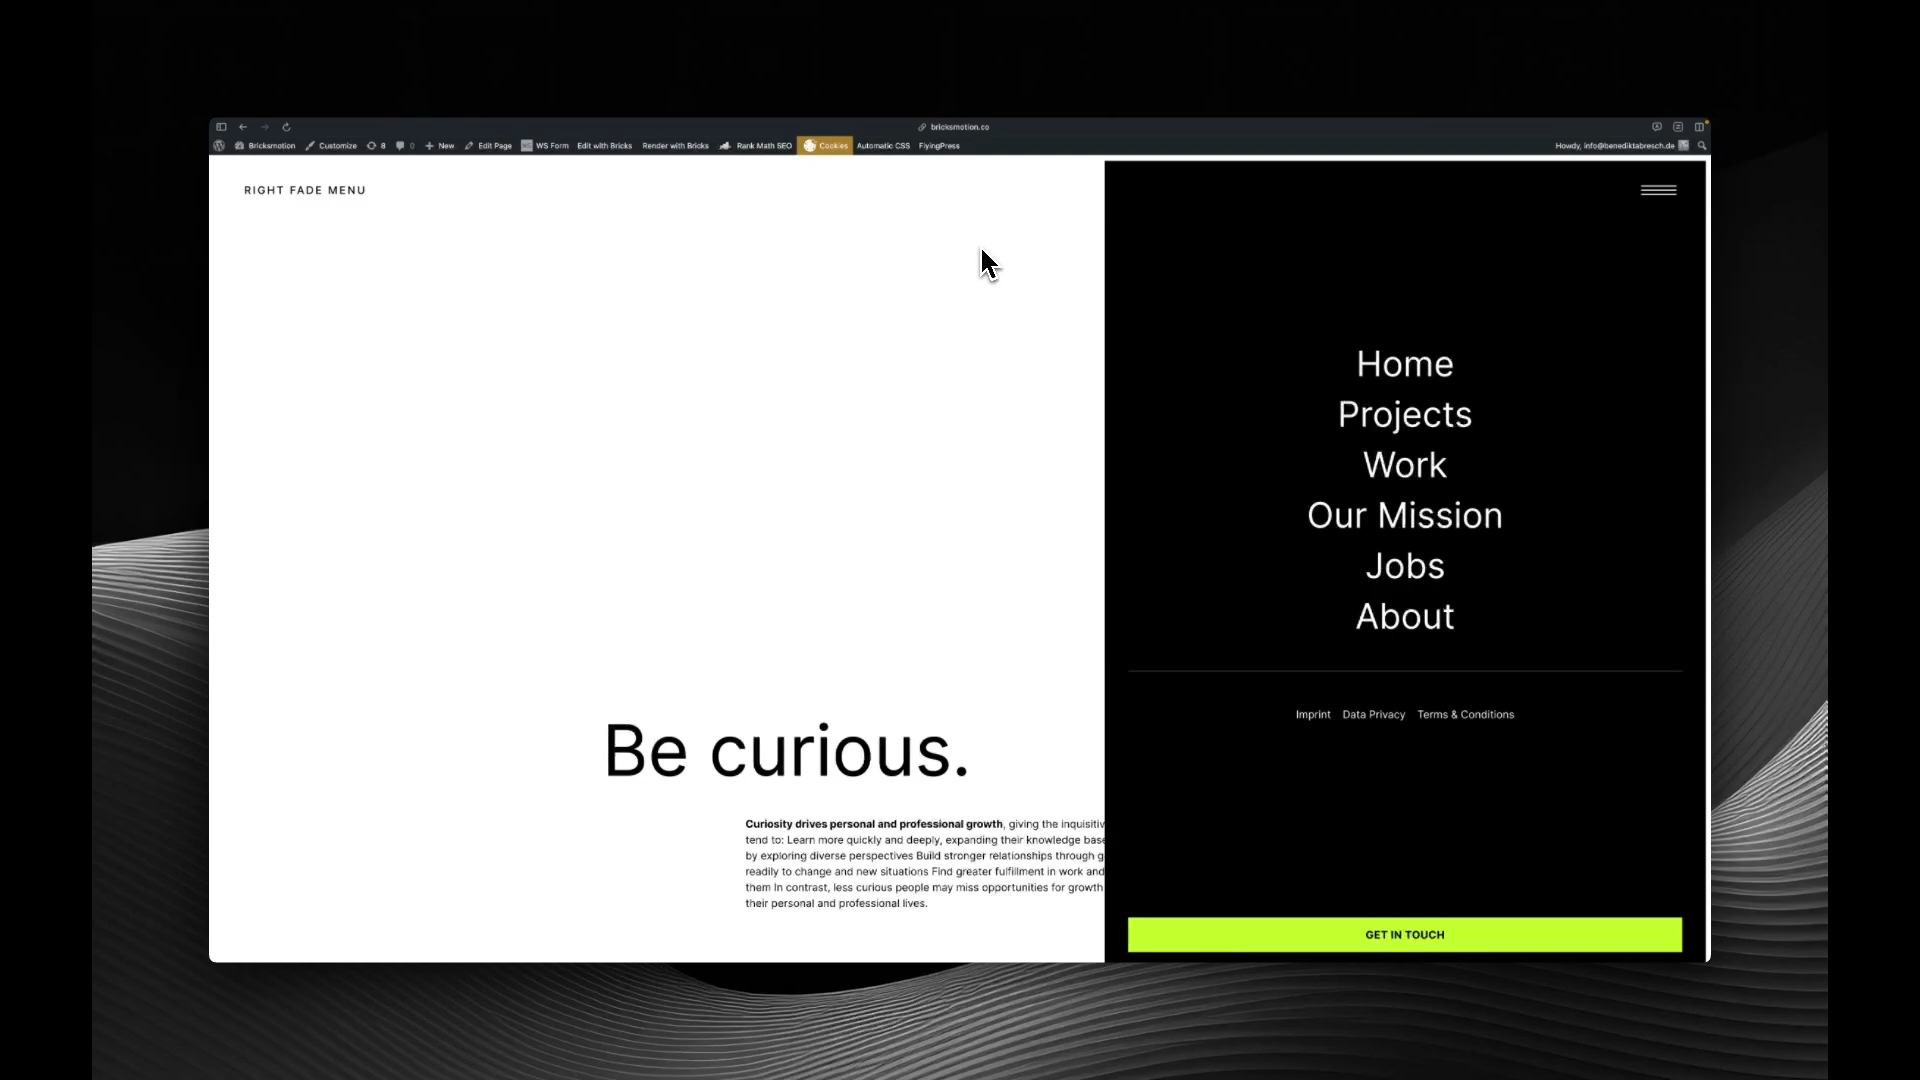 bricksmotion.co
Bricksmotion Customize 8 0 New Edit Page WS Form Edit with Bricks Render with Bricks Rank Math SEO Cookies Automatic CSS FlyingPress Howdy, info@benediktabresch.de
RIGHT FADE MENU
Home
Projects
Work
Our Mission
Jobs
About
Imprint Data Privacy Terms & Conditions
Be curious.
Curiosity drives personal and professional growth, giving the
tend to: Learn more quickly and deeply, expanding their knowledge
by exploring diverse perspectives Build stronger relationships through
readily to change and new situations Find greater fulfillment in work and
them In contrast, less curious people may miss opportunities for growth
their personal and professional lives.
GET IN TOUCH